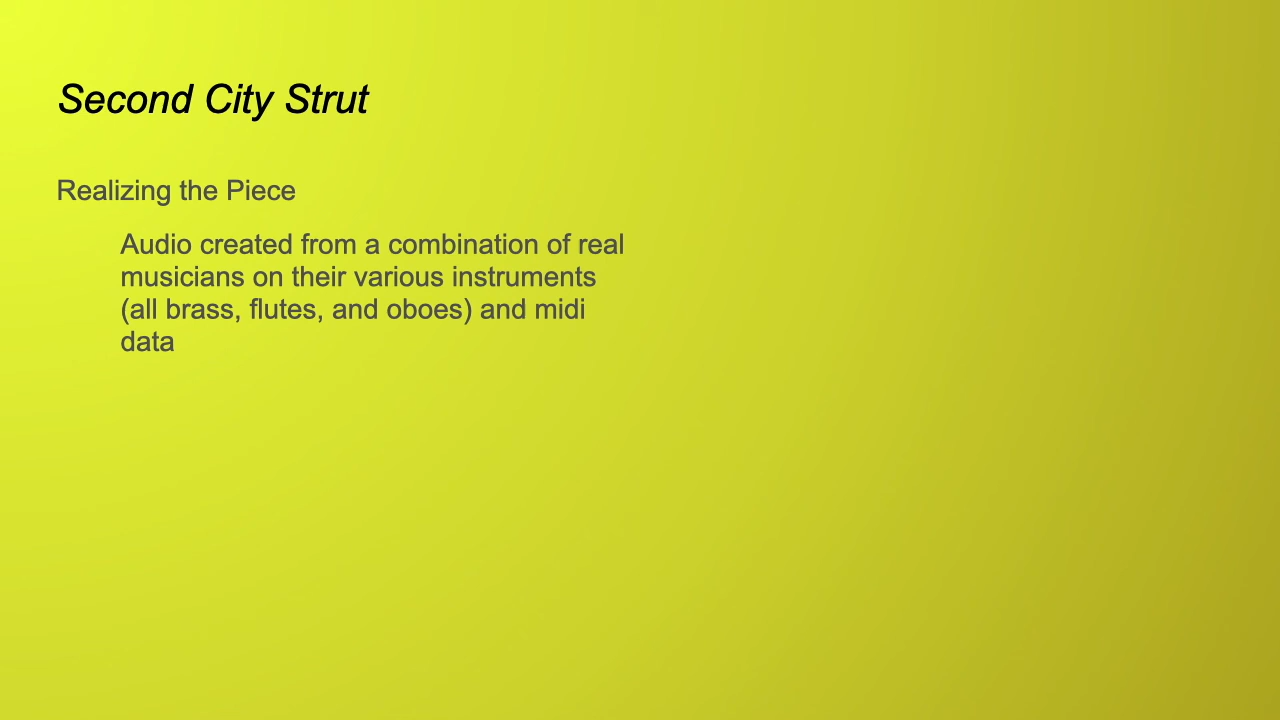 Second City Strut
Realizing the Piece
Audio created from a combination of real
musicians on their various instruments
(all brass, flutes, and oboes) and midi
data